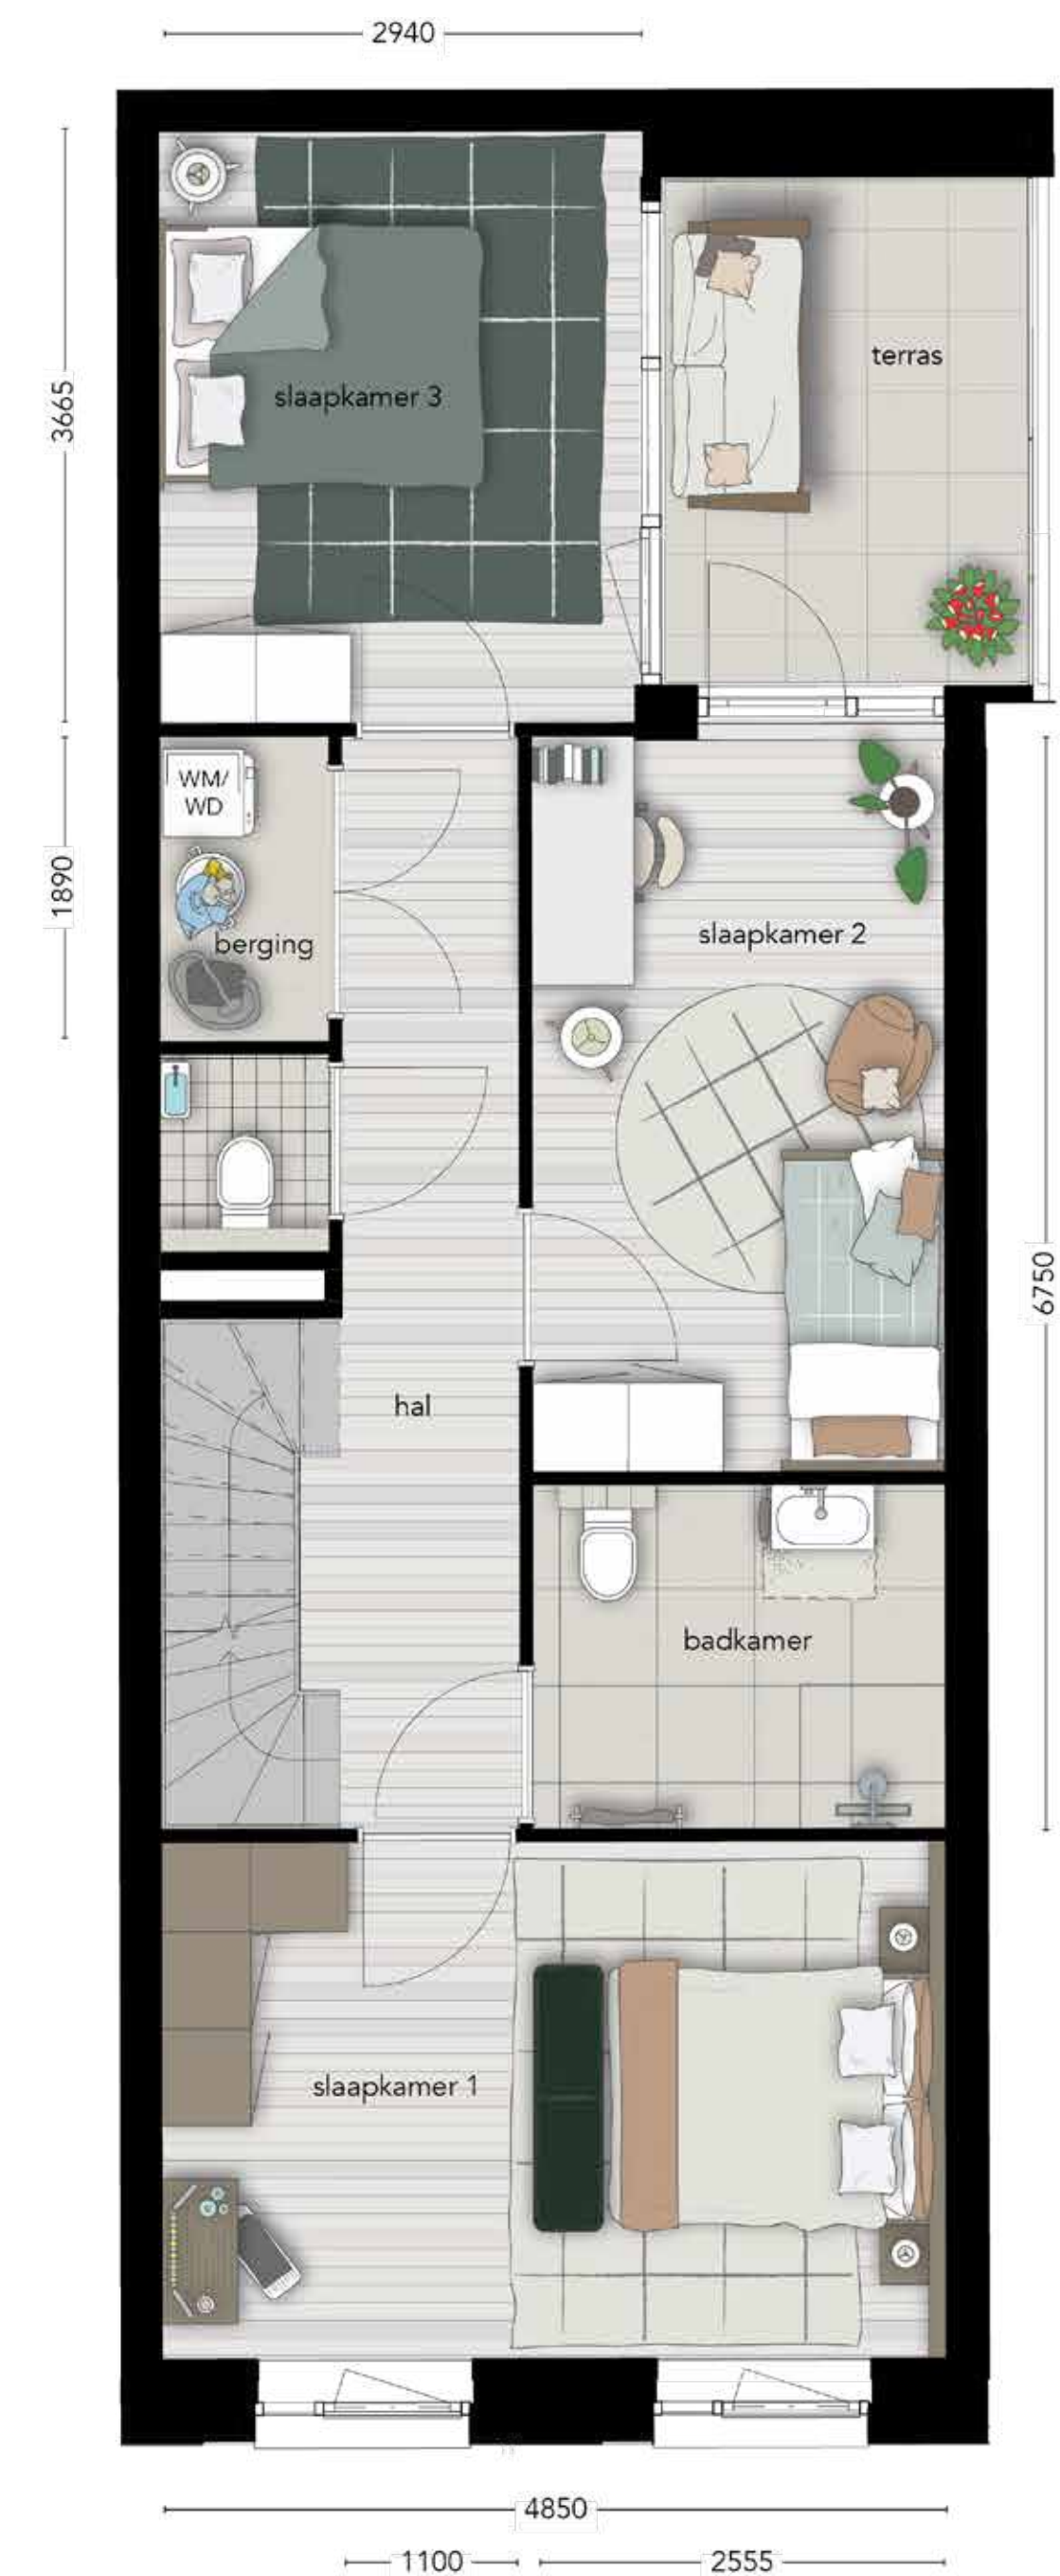 2940
slaapkamer 3
terras
3665
WM/
WD
1890
berging
slaapkamer 2
6750
hal
badkamer
slaapkamer 1
4850
1100
2555